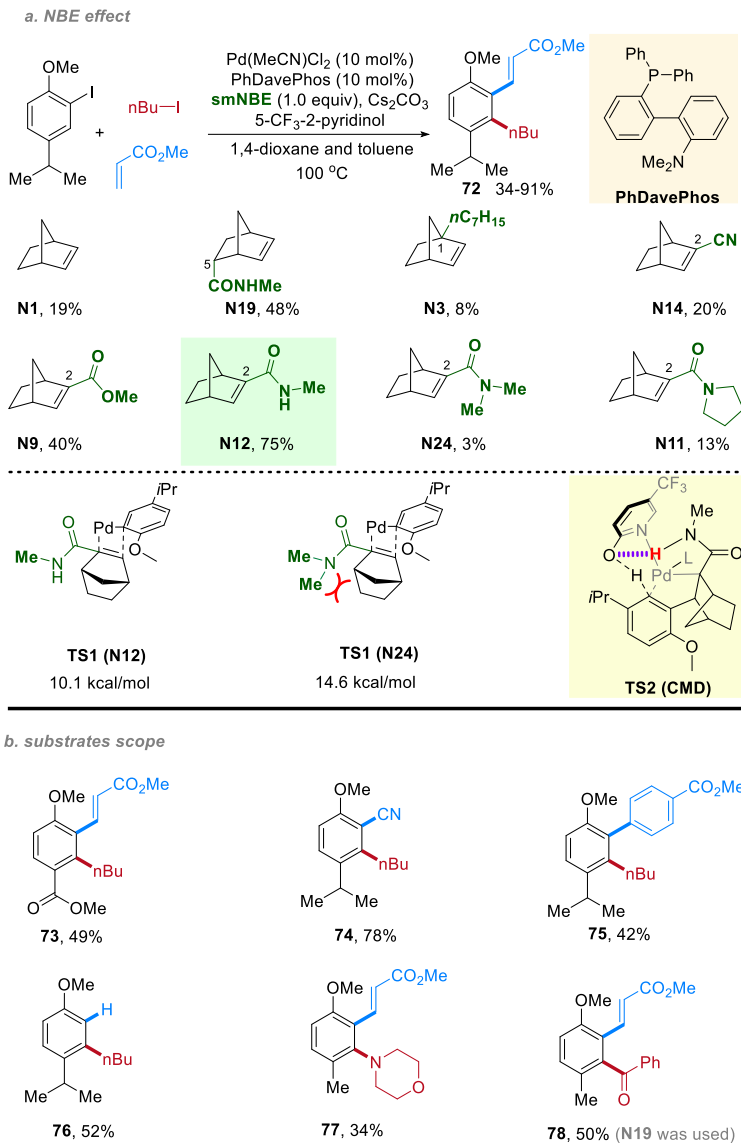 a. NBE effect
OMe
I
Me
Me
+
nBu—I
CO2Me
Pd(MeCN)Cl2 (10 mol%)
PhDavePhos (10 mol%)
smNBE (1.0 equiv), Cs2CO3
5-CF3-2-pyridinol
1,4-dioxane and toluene
100 oC
OMe
CO2Me
nBu
Me
Me
72 34-91%
Ph
P
Ph
Me2N
PhDavePhos
N1, 19%
5
CONHMe
N19, 48%
nC7H15
1
N3, 8%
2
CN
N14, 20%
2
O
OMe
N9, 40%
2
O
N
H
Me
N12, 75%
2
O
N
Me
Me
N24, 3%
2
O
N
N11, 13%
iPr
Pd
O
O
Me
N
H
TS1 (N12)
10.1 kcal/mol
iPr
Pd
O
O
Me
N
Me
TS1 (N24)
14.6 kcal/mol
CF3
N
Me
N
O
H
L
O
H
Pd
iPr
O
TS2 (CMD)
b. substrates scope
CO2Me
OMe
nBu
O
OMe
73, 49%
OMe
CN
nBu
Me
Me
74, 78%
CO2Me
OMe
nBu
Me
Me
75, 42%
OMe
H
nBu
Me
Me
76, 52%
CO2Me
OMe
N
O
Me
77, 34%
CO2Me
OMe
Ph
Me
O
78, 50% (N19 was used)